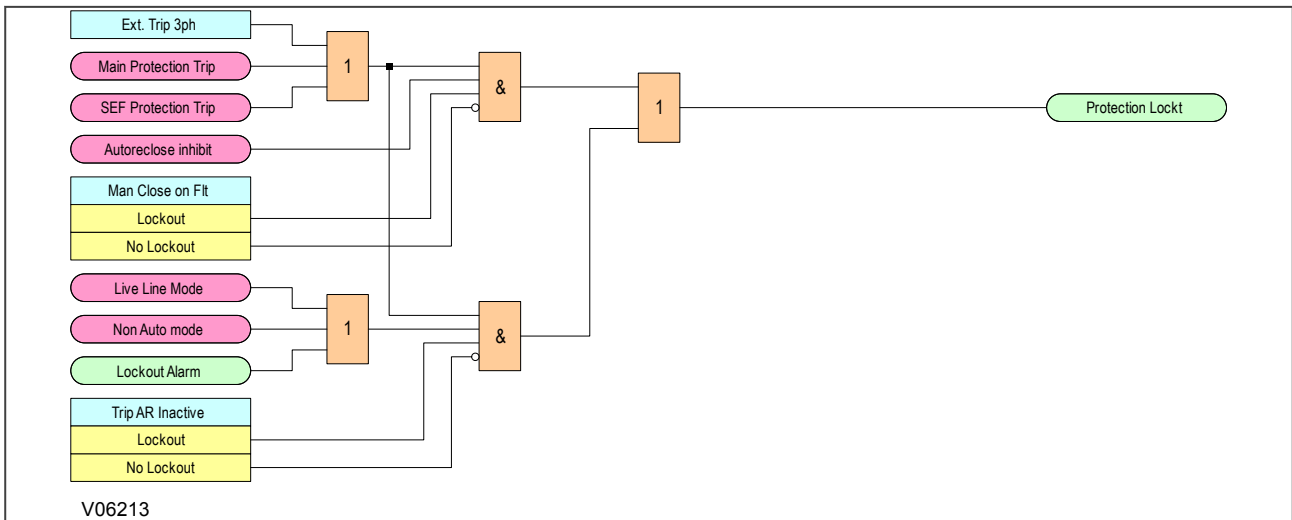 Ext. Trip 3ph
Main Protection Trip
1
&
SEF Protection Trip
1
Protection Lockt
Autoreclose inhibit
Man Close on Flt
Lockout
No Lockout
Live Line Mode
Non Auto mode
1
&
Lockout Alarm
Trip AR Inactive
Lockout
No Lockout
V06213